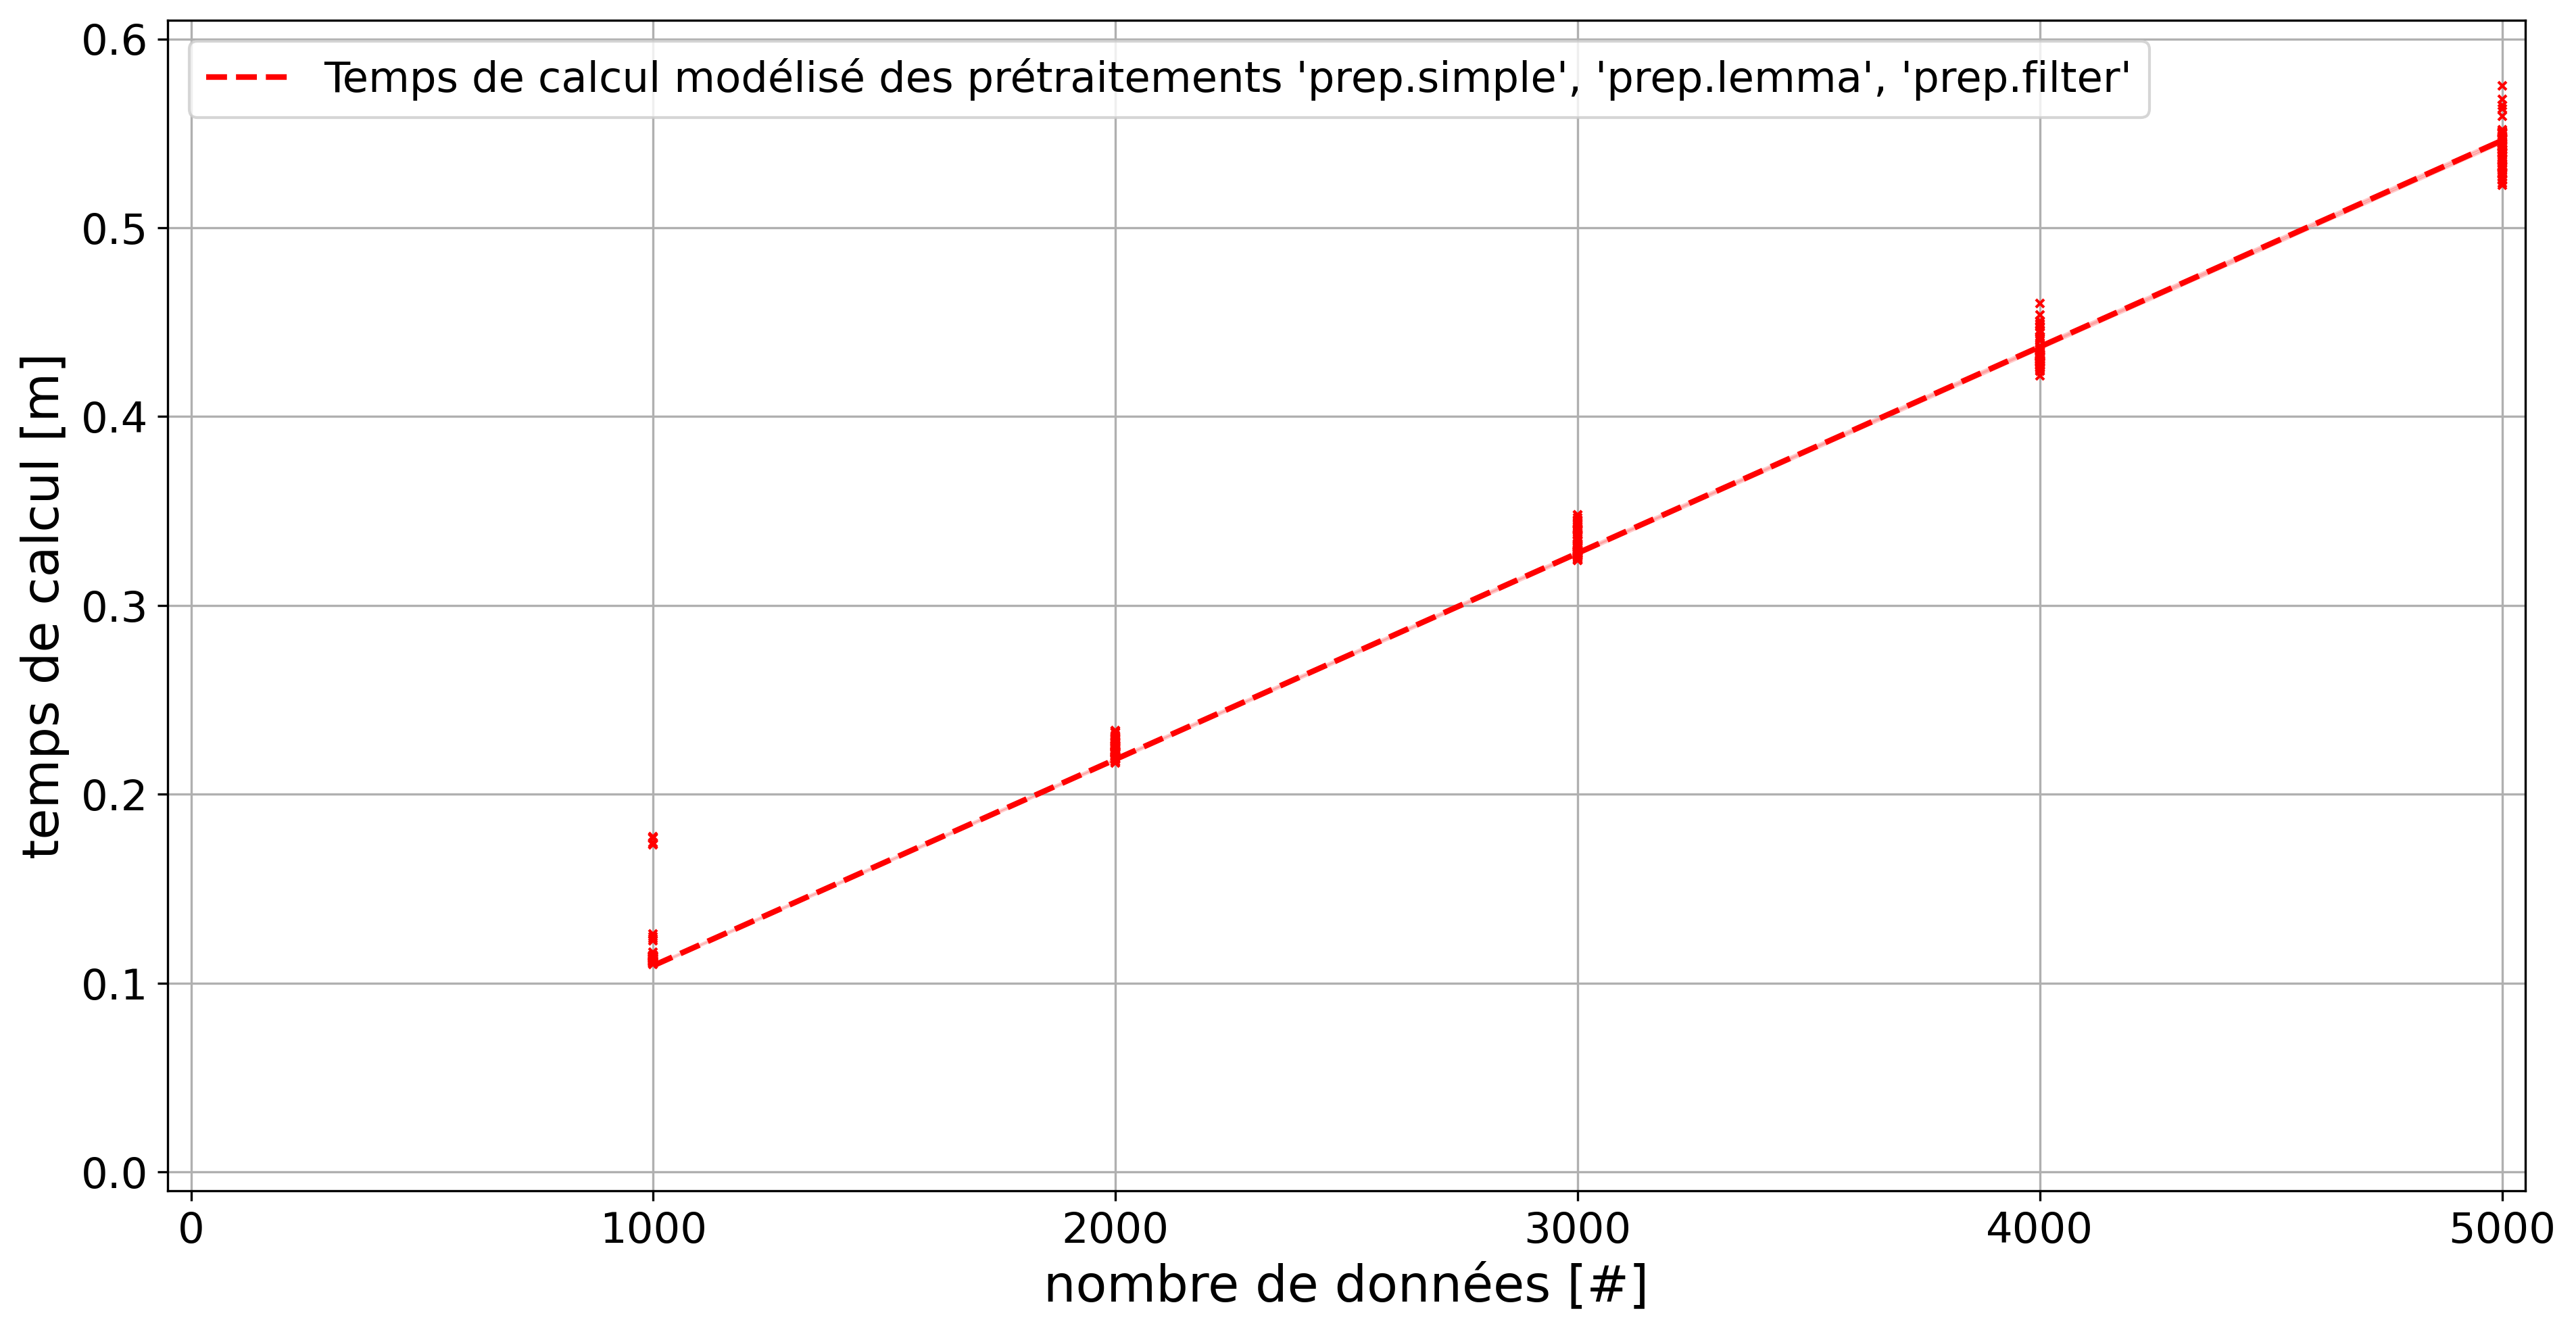 Temps de calcul modélisé des prétraitements 'prep.simple', 'prep.lemma', 'prep.filter'
temps de calcul [m]
0.6
0.5
0.4
0.3
0.2
0.1
0.0
0 1000 2000 3000 4000 5000
nombre de données [#]